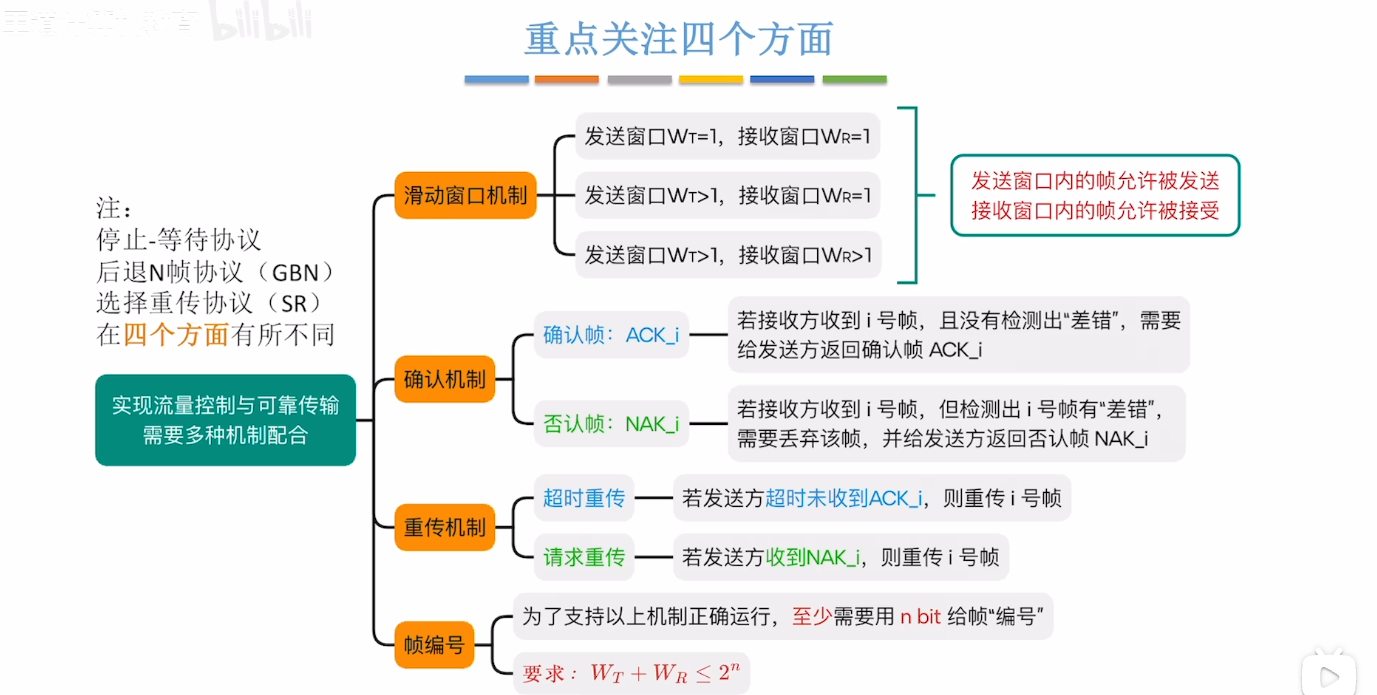 bilibili
重点关注四个方面
注：
停止-等待协议
后退N帧协议（GBN）
选择重传协议（SR）
在四个方面有所不同
实现流量控制与可靠传输
需要多种机制配合
滑动窗口机制
发送窗口WT=1，接收窗口WR=1
发送窗口WT>1，接收窗口WR=1
发送窗口WT>1，接收窗口WR>1
发送窗口内的帧允许被发送
接收窗口内的帧允许被接受
确认机制
确认帧：ACK_i
若接收方收到 i 号帧，且没有检测出“差错”，需要
给发送方返回确认帧 ACK_i
否认帧：NAK_i
若接收方收到 i 号帧，但检测出 i 号帧有“差错”，
需要丢弃该帧，并给发送方返回否认帧 NAK_i
重传机制
超时重传
若发送方超时未收到ACK_i，则重传 i 号帧
请求重传
若发送方收到NAK_i，则重传 i 号帧
帧编号
为了支持以上机制正确运行，至少需要用 n bit 给帧“编号”
要求：W_T + W_R ≤ 2^n